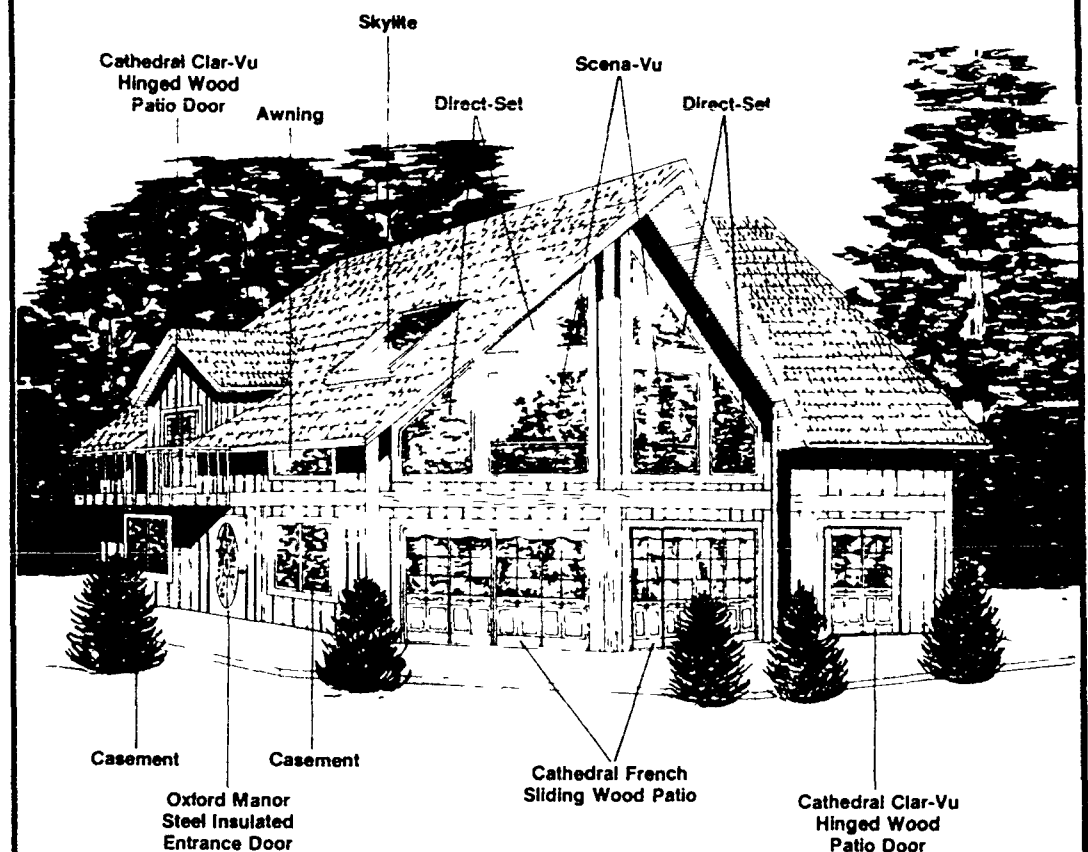 Skylite
Cathedral Clar-Vu
Hinged Wood
Patio Door
Awning
Direct-Set
Scena-Vu
Direct-Set
Casement
Oxford Manor
Steel Insulated
Entrance Door
Casement
Cathedral French
Sliding Wood Patio
Cathedral Clar-Vu
Hinged Wood
Patio Door